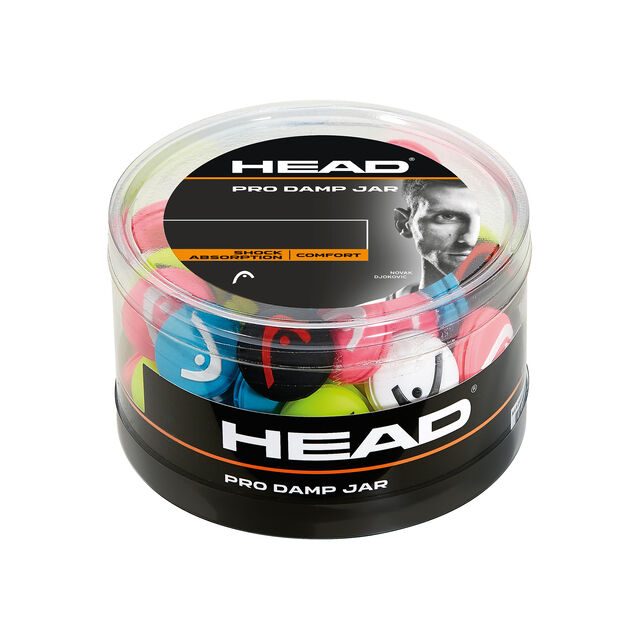 HEAD®
PRO DAMP JAR
SHOCK
ABSORPTION | COMFORT
NOVAK
DJOKOVIC
HEAD®
PRO DAMP JAR